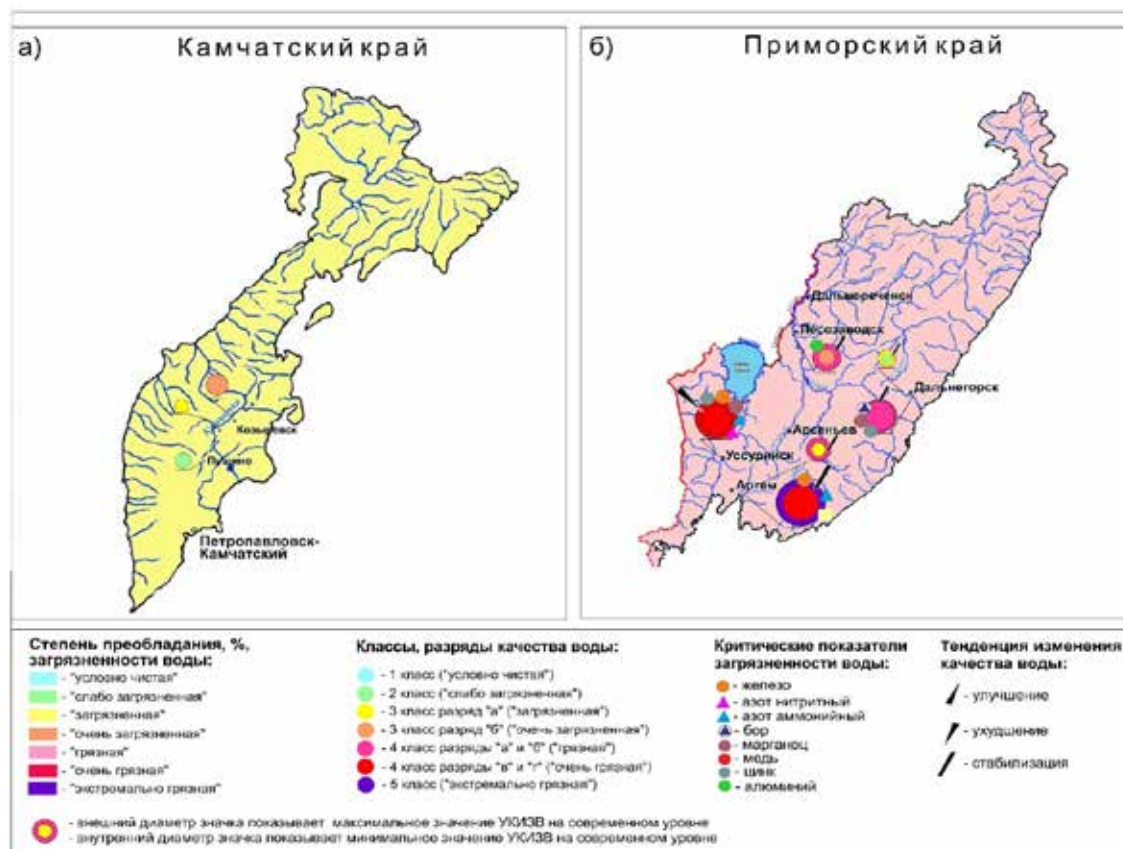 а)
Камчатский край
Козыревск
Пущино
Петропавловск-
Камчатский
б)
Приморский край
Дальнереченск
Лесозаводск
Дальнегорск
Арсеньев
Уссурийск
Артём
Степень преобладания, %,
загрязненности воды:
- "условно чистая"
- "слабо загрязненная"
- "загрязненная"
- "очень загрязненная"
- "грязная"
- "очень грязная"
- "экстремально грязная"
Классы, разряды качества воды:
- 1 класс ("условно чистая")
- 2 класс ("слабо загрязненная")
- 3 класс разряд "а" ("загрязненная")
- 3 класс разряд "б" ("очень загрязненная")
- 4 класс разряды "а" и "б" ("грязная")
- 4 класс разряды "в" и "г" ("очень грязная")
- 5 класс ("экстремально грязная")
Критические показатели
загрязненности воды:
- железо
- азот нитритный
- азот аммонийный
- бор
- марганец
- медь
- цинк
- алюминий
Тенденция изменения
качества воды:
- улучшение
- ухудшение
- стабилизация
- внешний диаметр значка показывает максимальное значение УКИЗВ на современном уровне
- внутренний диаметр значка показывает минимальное значение УКИЗВ на современном уровне